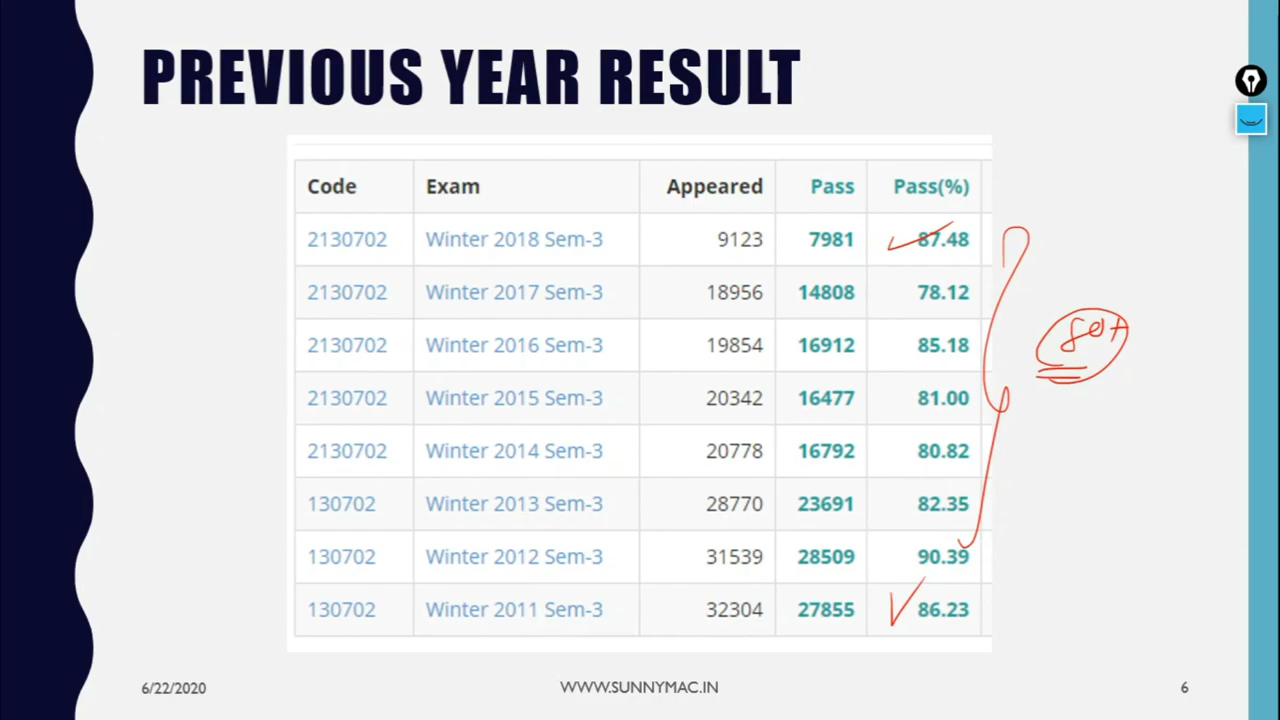 PREVIOUS YEAR RESULT
Code Exam Appeared Pass Pass(%)
2130702 Winter 2018 Sem-3 9123 7981 87.48
2130702 Winter 2017 Sem-3 18956 14808 78.12
2130702 Winter 2016 Sem-3 19854 16912 85.18
80+
2130702 Winter 2015 Sem-3 20342 16477 81.00
2130702 Winter 2014 Sem-3 20778 16792 80.82
130702 Winter 2013 Sem-3 28770 23691 82.35
130702 Winter 2012 Sem-3 31539 28509 90.39
130702 Winter 2011 Sem-3 32304 27855 86.23
6/22/2020 WWW.SUNNYMAC.IN 6